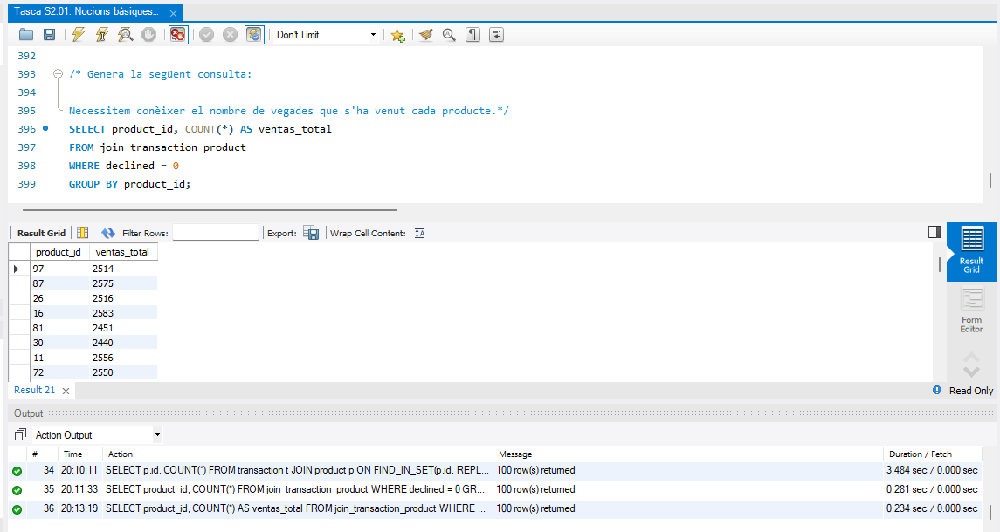 Tasca S2.01. Nocions bàsiques...
Don't Limit
392
393 /* Genera la següent consulta:
394
395 Necessitem conèixer el nombre de vegades que s'ha venut cada producte.*/
396 SELECT product_id, COUNT(*) AS ventas_total
397 FROM join_transaction_product
398 WHERE declined = 0
399 GROUP BY product_id;
Result Grid Filter Rows: Export: Wrap Cell Content:
product_id ventas_total
97 2514
87 2575
26 2516
16 2583
81 2451
30 2440
11 2556
72 2550
Result Grid
Form Editor
Result 21 Read Only
Output
Action Output
# Time Action Message Duration / Fetch
34 20:10:11 SELECT p.id, COUNT(*) FROM transaction t JOIN product p ON FIND_IN_SET(p.id, REPL... 100 row(s) returned 3.484 sec / 0.000 sec
35 20:11:33 SELECT product_id, COUNT(*) FROM join_transaction_product WHERE declined = 0 GR... 100 row(s) returned 0.281 sec / 0.000 sec
36 20:13:19 SELECT product_id, COUNT(*) AS ventas_total FROM join_transaction_product WHERE ... 100 row(s) returned 0.234 sec / 0.000 sec